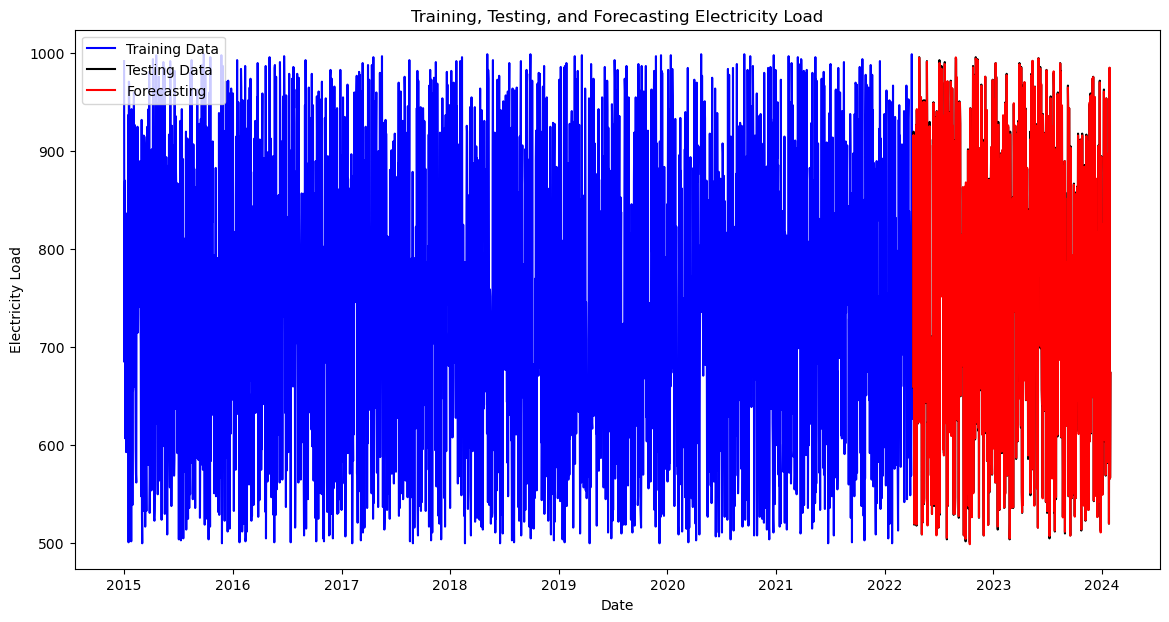 Training, Testing, and Forecasting Electricity Load
Training Data
Testing Data
Forecasting
Electricity Load
1000
900
800
700
600
500
2015 2016 2017 2018 2019 2020 2021 2022 2023 2024
Date